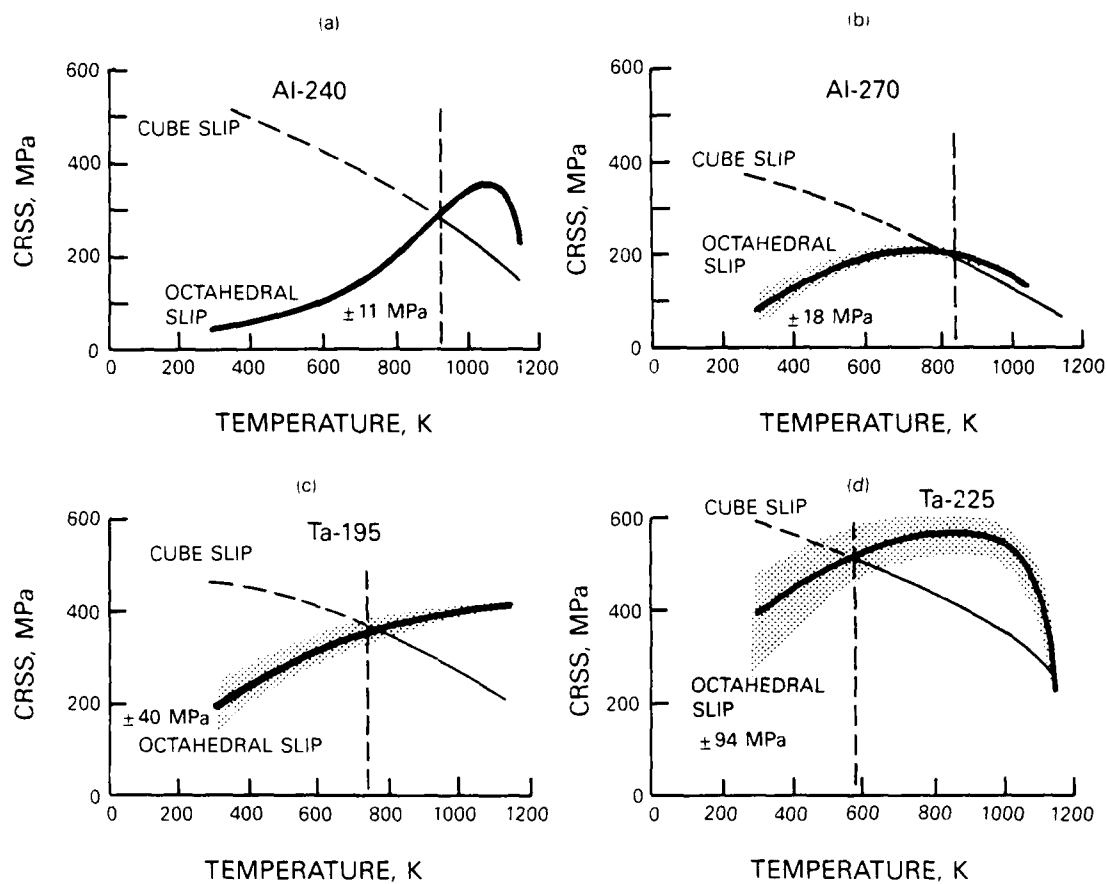 (a)
Al-240
600
400
200
0
CRSS, MPa
CUBE SLIP
OCTAHEDRAL
SLIP
±11 MPa
0 200 400 600 800 1000 1200
TEMPERATURE, K
(b)
Al-270
600
400
200
0
CRSS, MPa
CUBE SLIP
OCTAHEDRAL
SLIP
±18 MPa
0 200 400 600 800 1000 1200
TEMPERATURE, K
(c)
Ta-195
600
400
200
0
CRSS, MPa
CUBE SLIP
±40 MPa
OCTAHEDRAL SLIP
0 200 400 600 800 1000 1200
TEMPERATURE, K
(d)
Ta-225
600
400
200
0
CRSS, MPa
CUBE SLIP
OCTAHEDRAL
SLIP
±94 MPa
0 200 400 600 800 1000 1200
TEMPERATURE, K